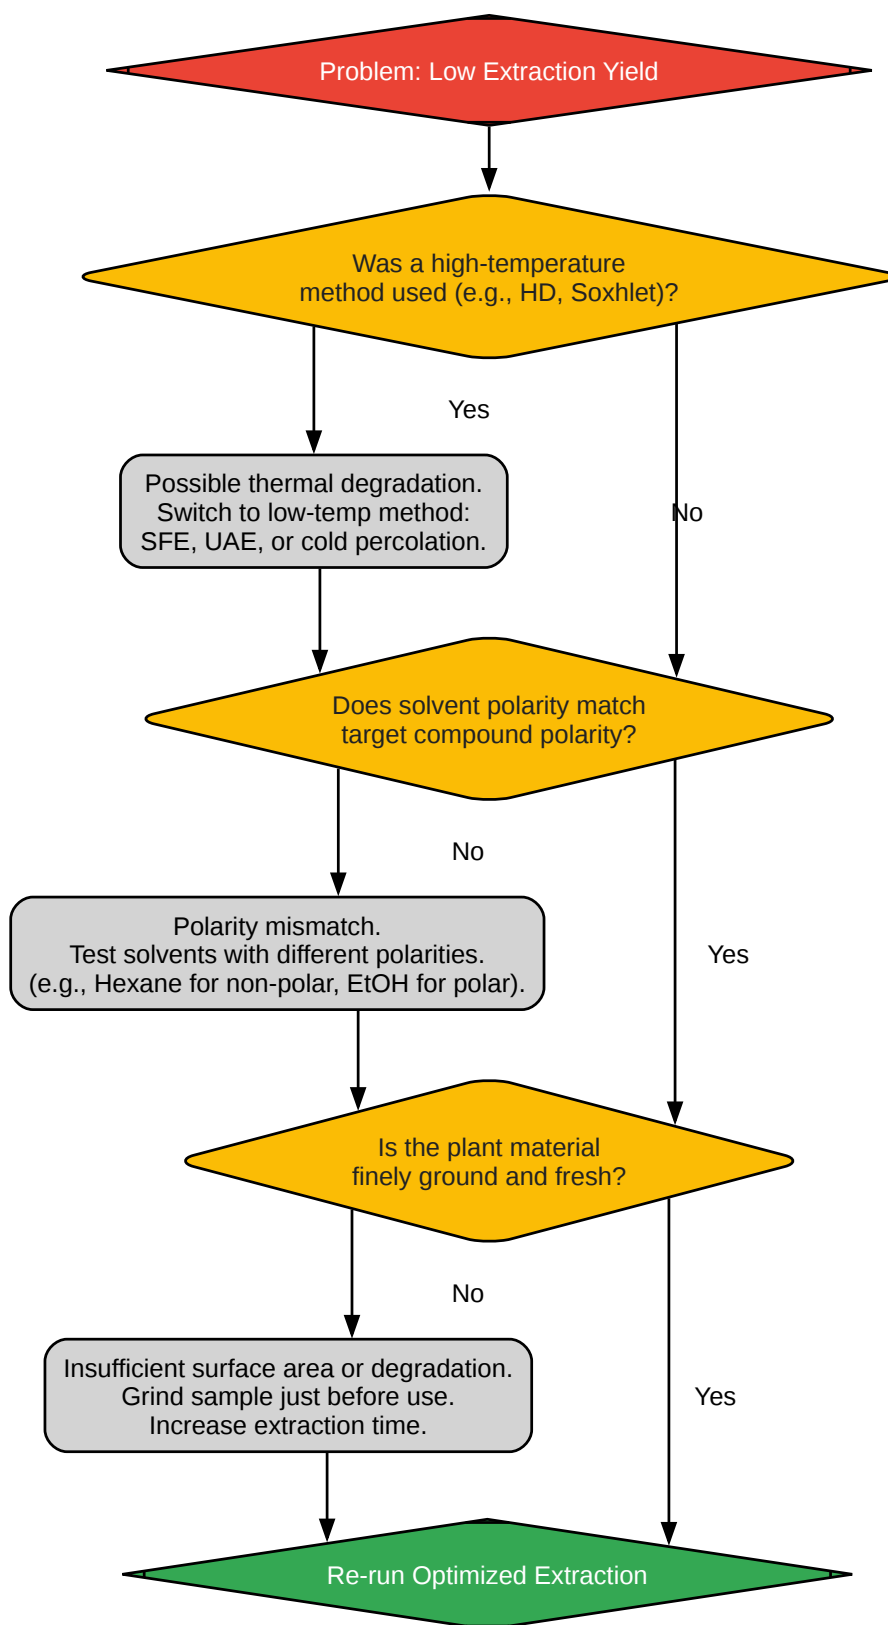 Problem: Low Extraction Yield
Was a high-temperature
method used (e.g., HD, Soxhlet)?
Yes
Possible thermal degradation.
Switch to low-temp method:
SFE, UAE, or cold percolation.
No
Does solvent polarity match
target compound polarity?
No
Polarity mismatch.
Test solvents with different polarities.
(e.g., Hexane for non-polar, EtOH for polar).
Yes
Is the plant material
finely ground and fresh?
No
Insufficient surface area or degradation.
Grind sample just before use.
Increase extraction time.
Yes
Re-run Optimized Extraction